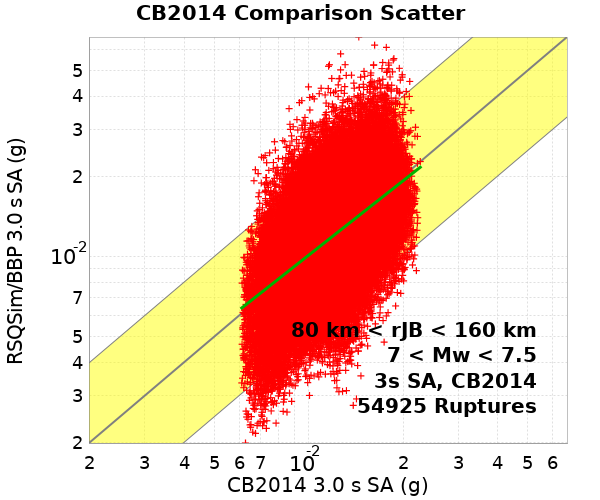 CB2014 Comparison Scatter
RSQSim/BBP 3.0 s SA (g)
5
4
3
2
10-2
7
5
4
3
2
80 km < rJB < 160 km
7 < Mw < 7.5
3s SA, CB2014
54925 Ruptures
2 3 4 5 6 7 10-2 2 3 4 5 6
CB2014 3.0 s SA (g)